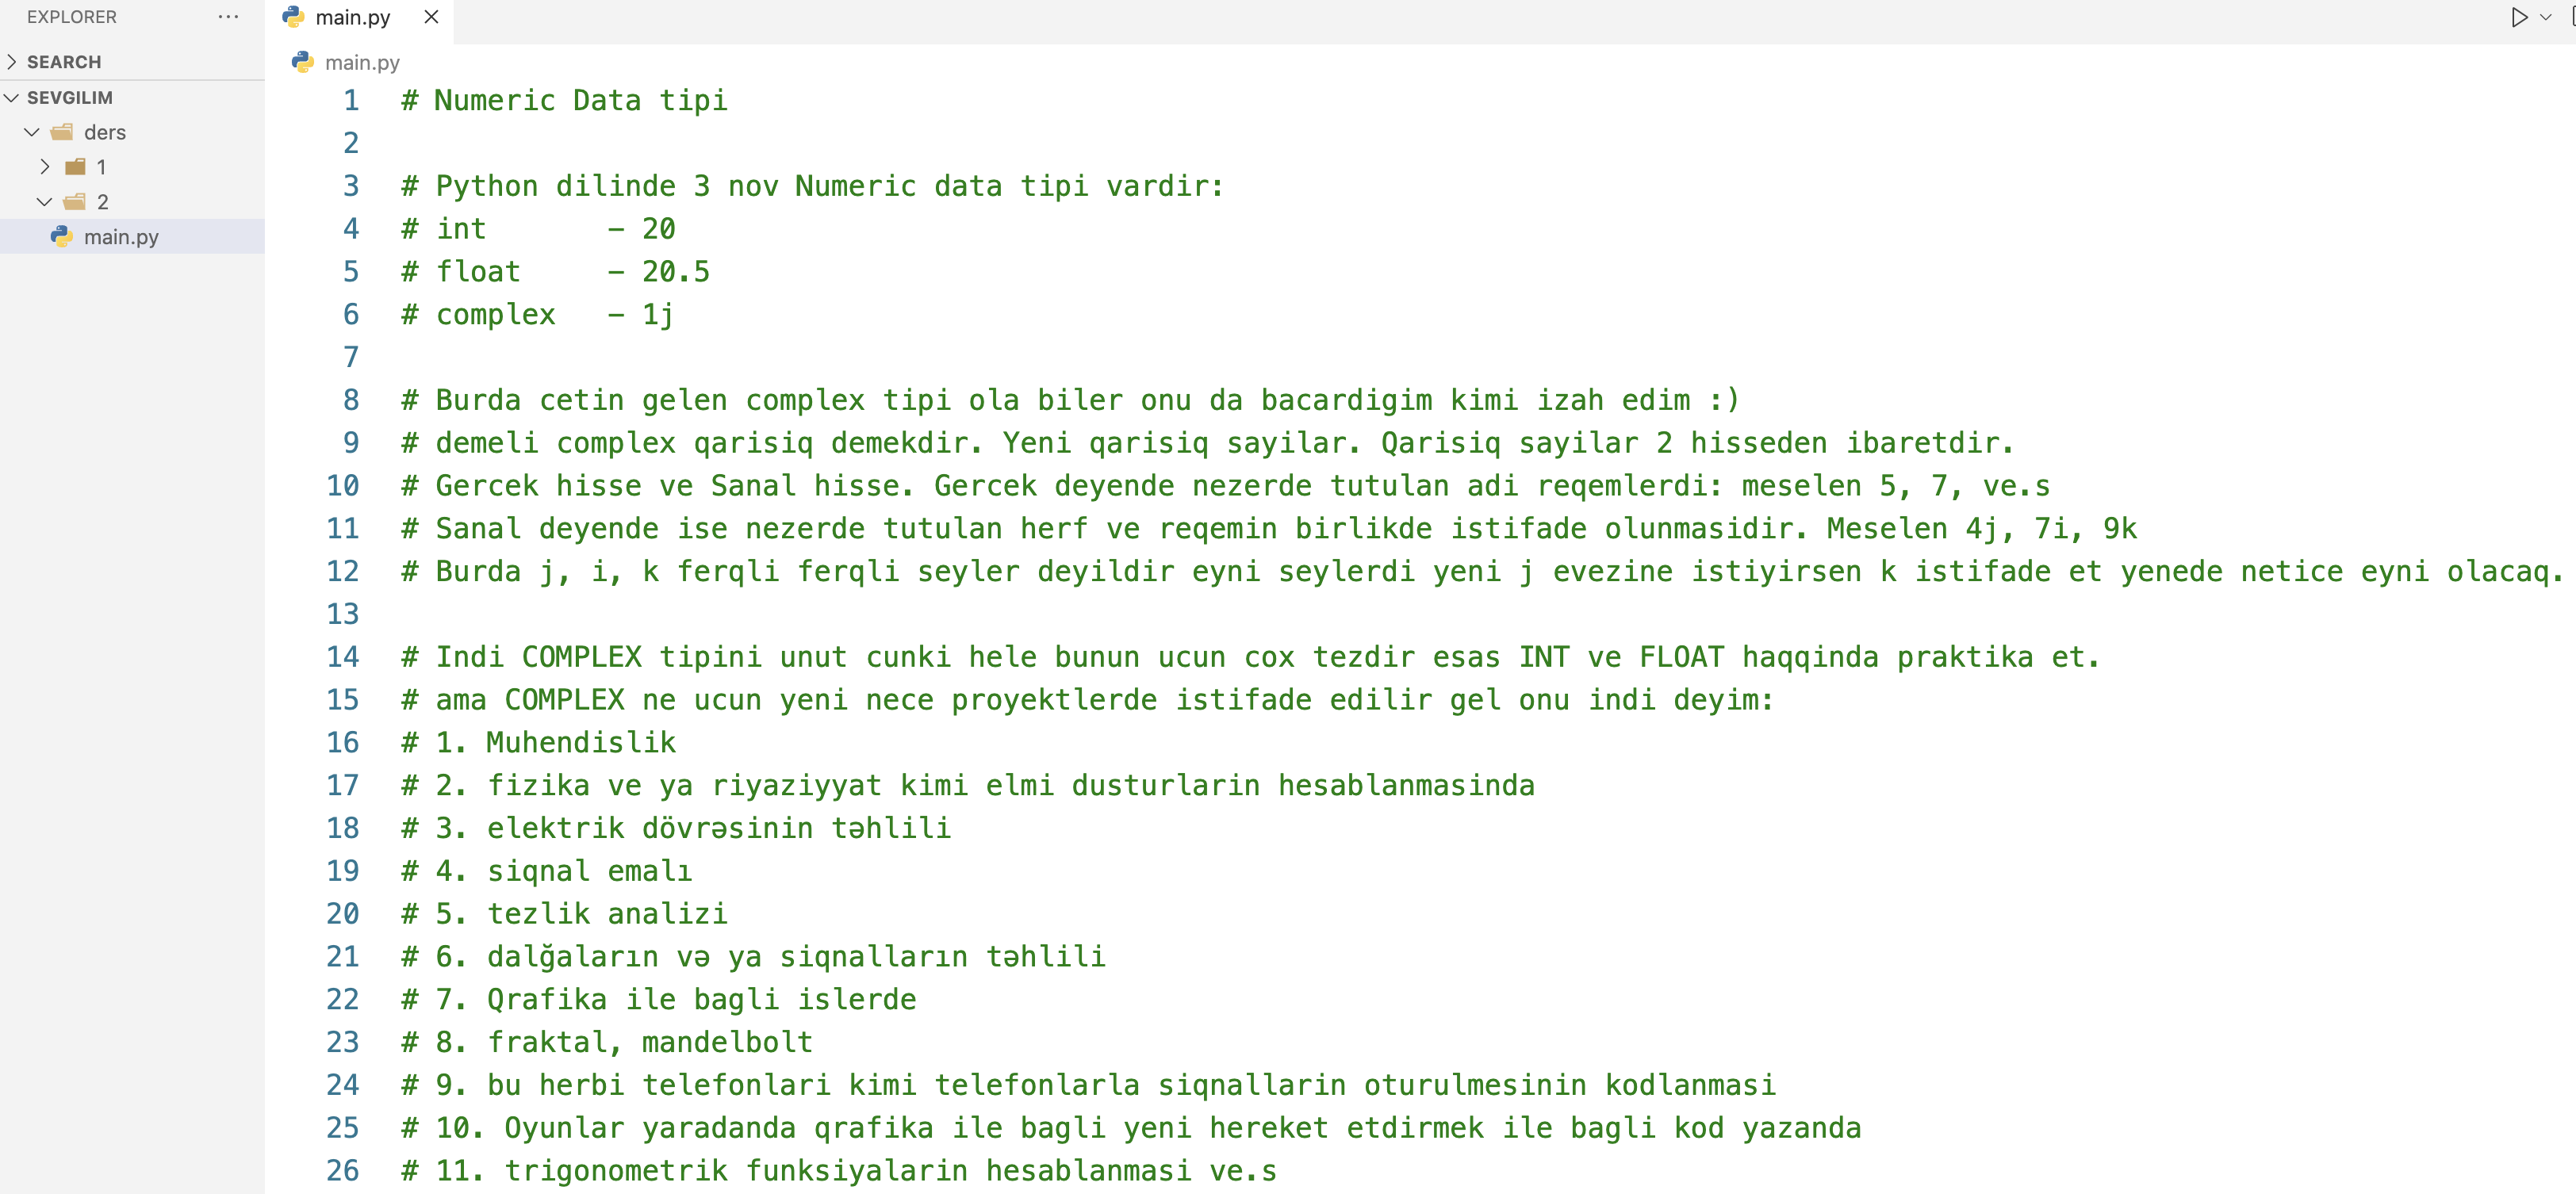 EXPLORER
SEARCH
SEVGILIM
ders
1
2
main.py
main.py
main.py
1 # Numeric Data tipi
2
3 # Python dilinde 3 nov Numeric data tipi vardir:
4 # int       - 20
5 # float     - 20.5
6 # complex   - 1j
7
8 # Burda cetin gelen complex tipi ola biler onu da bacardigim kimi izah edim :)
9 # demeli complex qarisiq demekdir. Yeni qarisiq sayilar. Qarisiq sayilar 2 hisseden ibaretdir.
10 # Gercek hisse ve Sanal hisse. Gercek deyende nezerde tutulan adi reqemlerdi: meselen 5, 7, ve.s
11 # Sanal deyende ise nezerde tutulan herf ve reqemin birlikde istifade olunmasidir. Meselen 4j, 7i, 9k
12 # Burda j, i, k ferqli ferqli seyler deyildir eyni seylerdi yeni j evezine istiyirsen k istifade et yenede netice eyni olacaq.
13
14 # Indi COMPLEX tipini unut cunki hele bunun ucun cox tezdir esas INT ve FLOAT haqqinda praktika et.
15 # ama COMPLEX ne ucun yeni nece proyektlerde istifade edilir gel onu indi deyim:
16 # 1. Muhendislik
17 # 2. fizika ve ya riyaziyyat kimi elmi dusturlarin hesablanmasinda
18 # 3. elektrik dövrəsinin təhlili
19 # 4. siqnal emalı
20 # 5. tezlik analizi
21 # 6. dalğaların və ya siqnalların təhlili
22 # 7. Qrafika ile bagli islerde
23 # 8. fraktal, mandelbolt
24 # 9. bu herbi telefonlari kimi telefonlarla siqnallarin oturulmesinin kodlanmasi
25 # 10. Oyunlar yaradanda qrafika ile bagli yeni hereket etdirmek ile bagli kod yazanda
26 # 11. trigonometrik funksiyalarin hesablanmasi ve.s